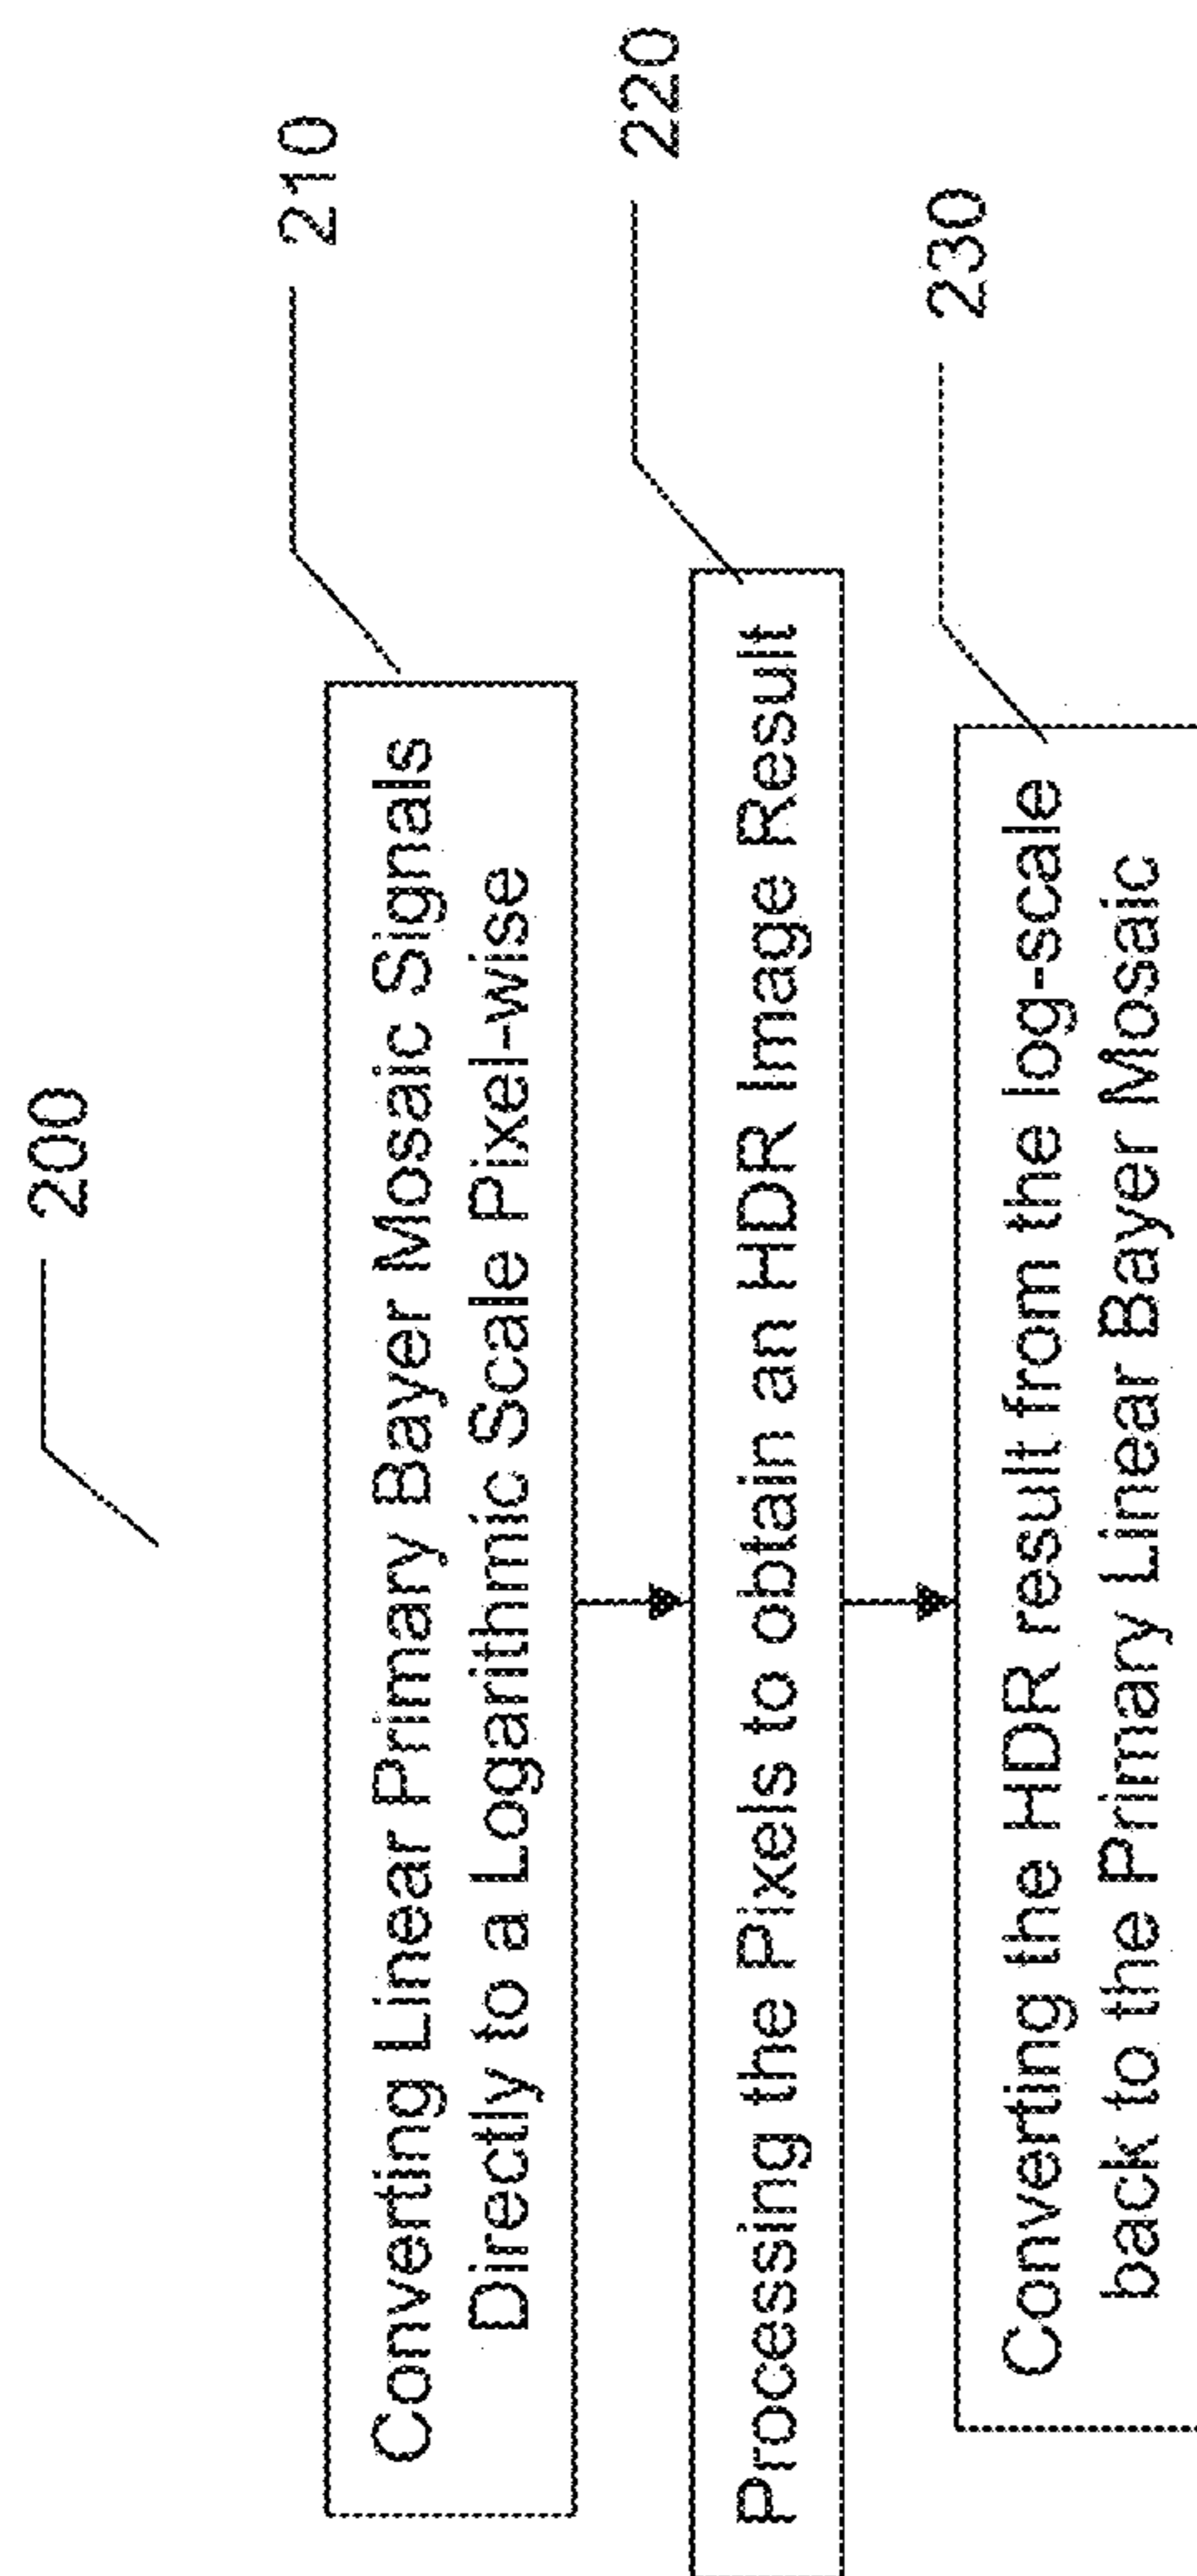 200
210
Converting Linear Primary Bayer Mosaic Signals
Directly to a Logarithmic Scale Pixel-wise
220
Processing the Pixels to obtain an HDR Image Result
230
Converting the HDR result from the log-scale
back to the Primary Linear Bayer Mosaic